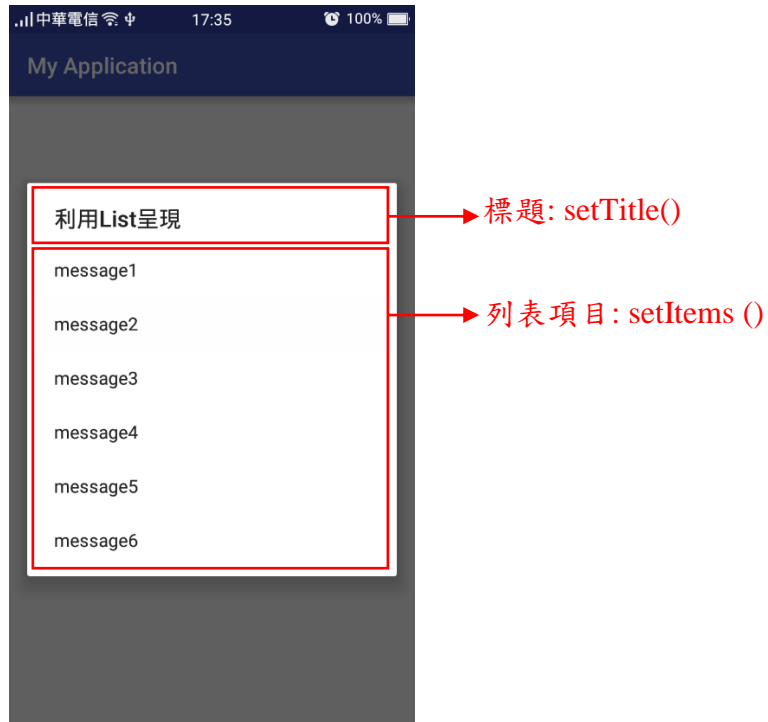 中華電信 17:35 100%
My Application
利用List呈現
標題: setTitle()
message1
列表項目: setItems ()
message2
message3
message4
message5
message6